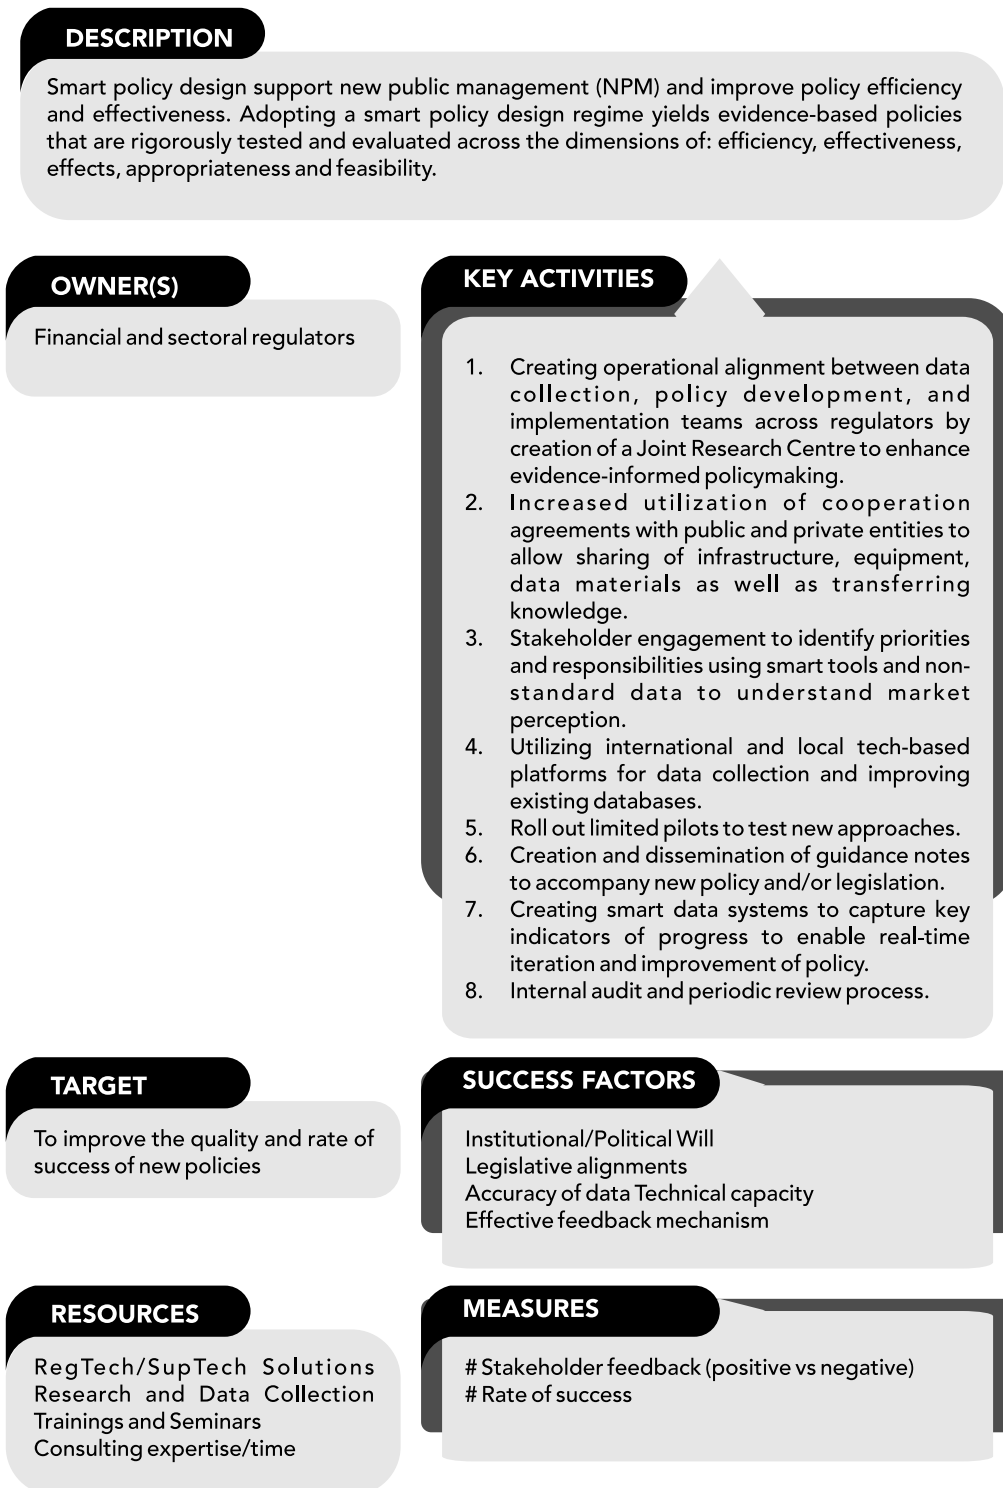 DESCRIPTION
Smart policy design support new public management (NPM) and improve policy efficiency
and effectiveness. Adopting a smart policy design regime yields evidence-based policies
that are rigorously tested and evaluated across the dimensions of: efficiency, effectiveness,
effects, appropriateness and feasibility.
OWNER(S)
Financial and sectoral regulators
KEY ACTIVITIES
1. Creating operational alignment between data
collection, policy development, and
implementation teams across regulators by
creation of a Joint Research Centre to enhance
evidence-informed policymaking.
2. Increased utilization of cooperation
agreements with public and private entities to
allow sharing of infrastructure, equipment,
data materials as well as transferring
knowledge.
3. Stakeholder engagement to identify priorities
and responsibilities using smart tools and non-
standard data to understand market
perception.
4. Utilizing international and local tech-based
platforms for data collection and improving
existing databases.
5. Roll out limited pilots to test new approaches.
6. Creation and dissemination of guidance notes
to accompany new policy and/or legislation.
7. Creating smart data systems to capture key
indicators of progress to enable real-time
iteration and improvement of policy.
8. Internal audit and periodic review process.
TARGET
To improve the quality and rate of
success of new policies
SUCCESS FACTORS
Institutional/Political Will
Legislative alignments
Accuracy of data Technical capacity
Effective feedback mechanism
RESOURCES
RegTech/SupTech Solutions
Research and Data Collection
Trainings and Seminars
Consulting expertise/time
MEASURES
# Stakeholder feedback (positive vs negative)
# Rate of success